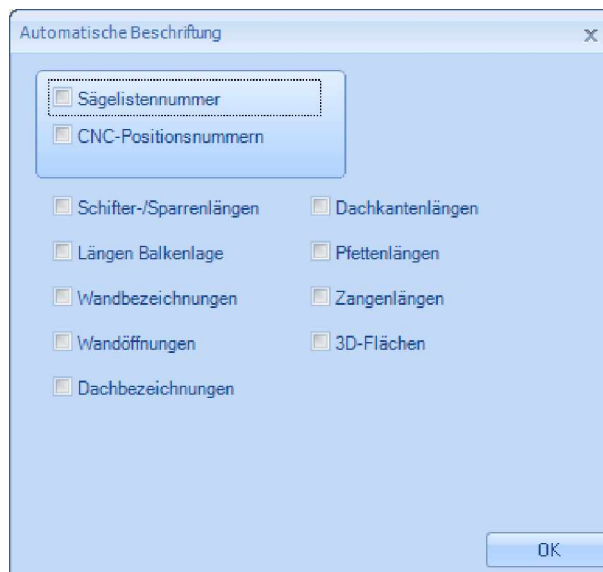 Automatische Beschriftung
Sägelistennummer
CNC-Positionsnummern
Schifter-/Sparrenlängen
Dachkantenlängen
Längen Balkenlage
Pfettenlängen
Wandbezeichnungen
Zangenlängen
Wandöffnungen
3D-Flächen
Dachbezeichnungen
OK